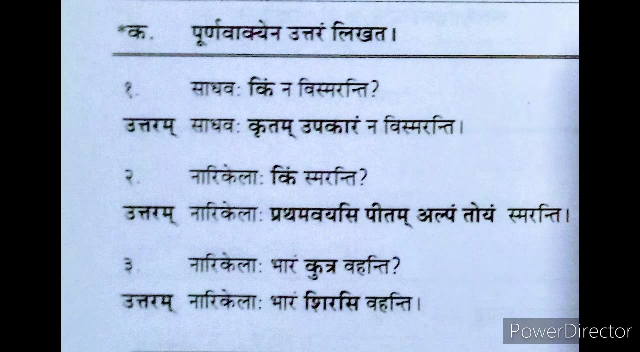 *क. पूर्णवाक्येन उत्तरं लिखत।
१. साधवः किं न विस्मरन्ति?
उत्तरम् साधवः कृतम् उपकारं न विस्मरन्ति।
२. नारिकेलाः किं स्मरन्ति?
उत्तरम् नारिकेलाः प्रथमवयसि पीतम् अल्पं तोयं स्मरन्ति।
३. नारिकेलाः भारं कुत्र वहन्ति?
उत्तरम् नारिकेलाः भारं शिरसि वहन्ति।
PowerDirector